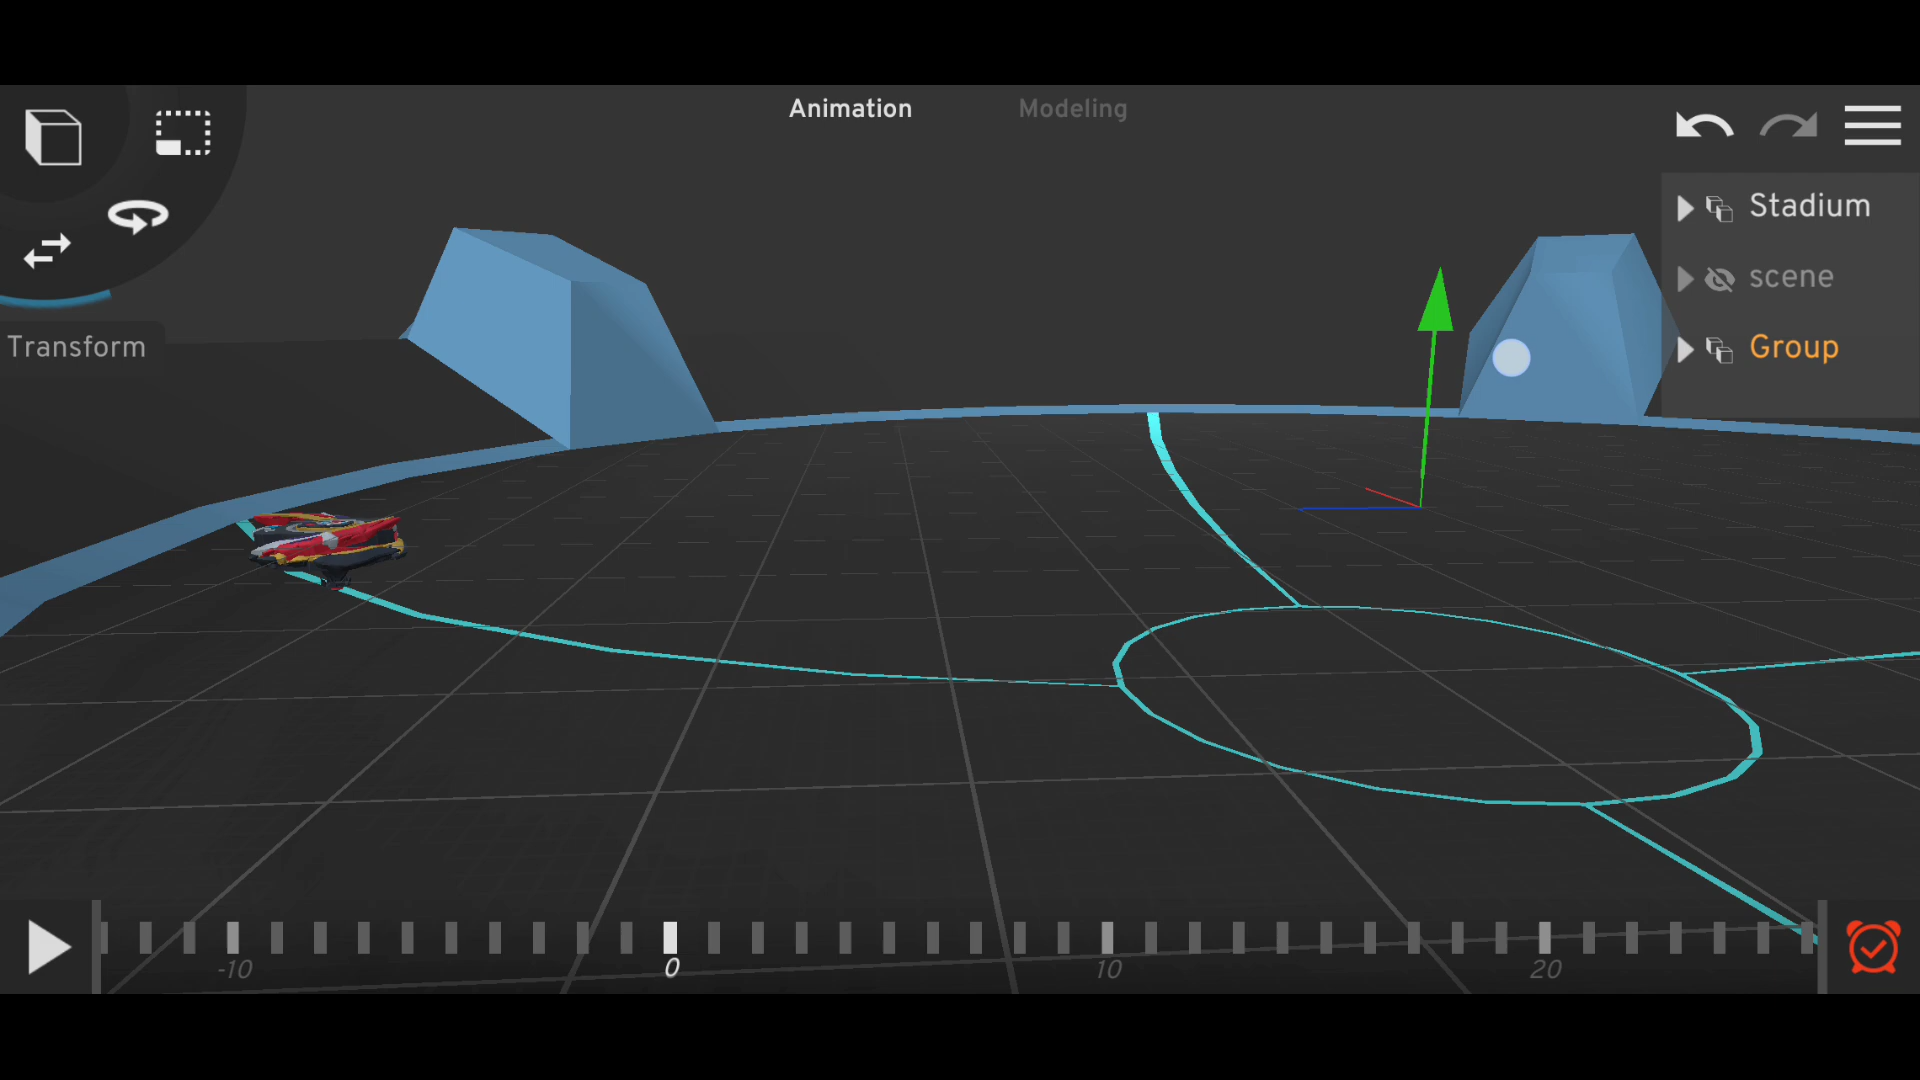 Animation
Modeling
Stadium
scene
Group
Transform
-10
0
10
20